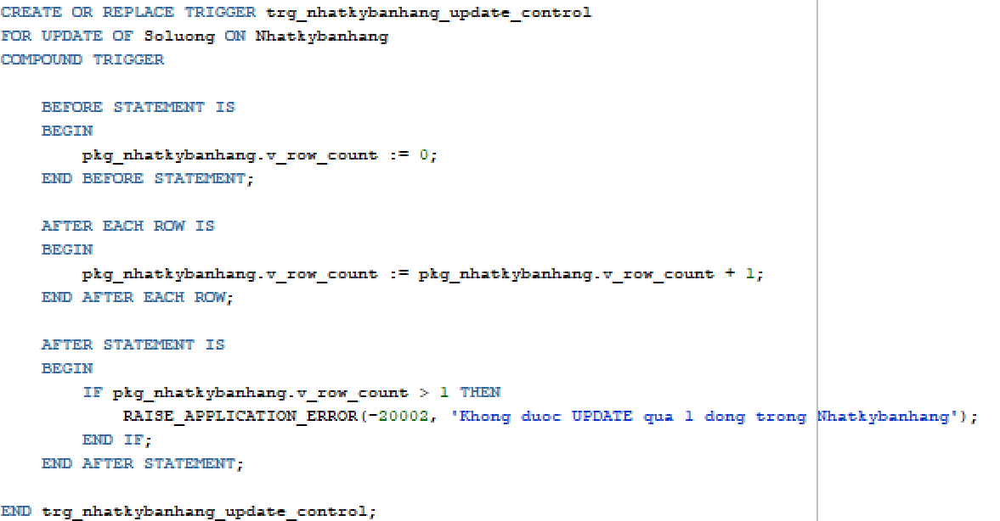 CREATE OR REPLACE TRIGGER trg_nhatkybanhang_update_control
FOR UPDATE OF Soluong ON Nhatkybanhang
COMPOUND TRIGGER
BEFORE STATEMENT IS
BEGIN
pkg_nhatkybanhang.v_row_count := 0;
END BEFORE STATEMENT;
AFTER EACH ROW IS
BEGIN
pkg_nhatkybanhang.v_row_count := pkg_nhatkybanhang.v_row_count + 1;
END AFTER EACH ROW;
AFTER STATEMENT IS
BEGIN
IF pkg_nhatkybanhang.v_row_count > 1 THEN
RAISE_APPLICATION_ERROR(-20002, 'Khong duoc UPDATE qua 1 dong trong Nhatkybanhang');
END IF;
END AFTER STATEMENT;
END trg_nhatkybanhang_update_control;